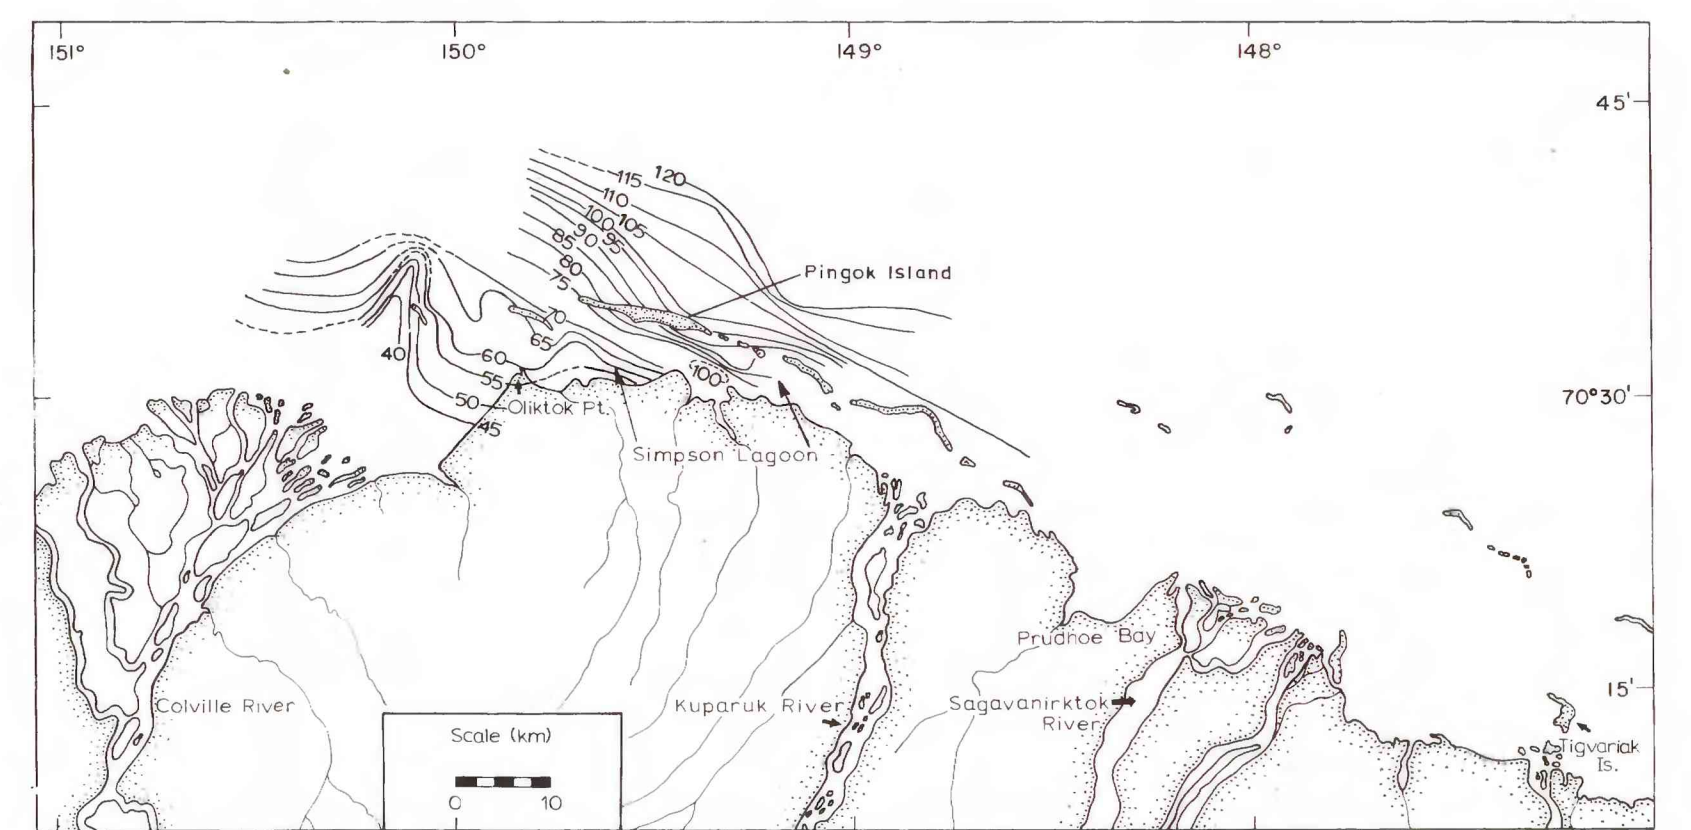 151°
150°
149°
148°
45'
115
120
110
100
105
90
95
85
80
75
Pingok Island
70
65
40
60
55
100
50
Oliktok Pt.
70°30'
45
Simpson Lagoon
Prudhoe Bay
15'
Colville River
Kuparuk River
Sagavanirktok
River
Scale (km)
Tigvariak
Is.
0
10